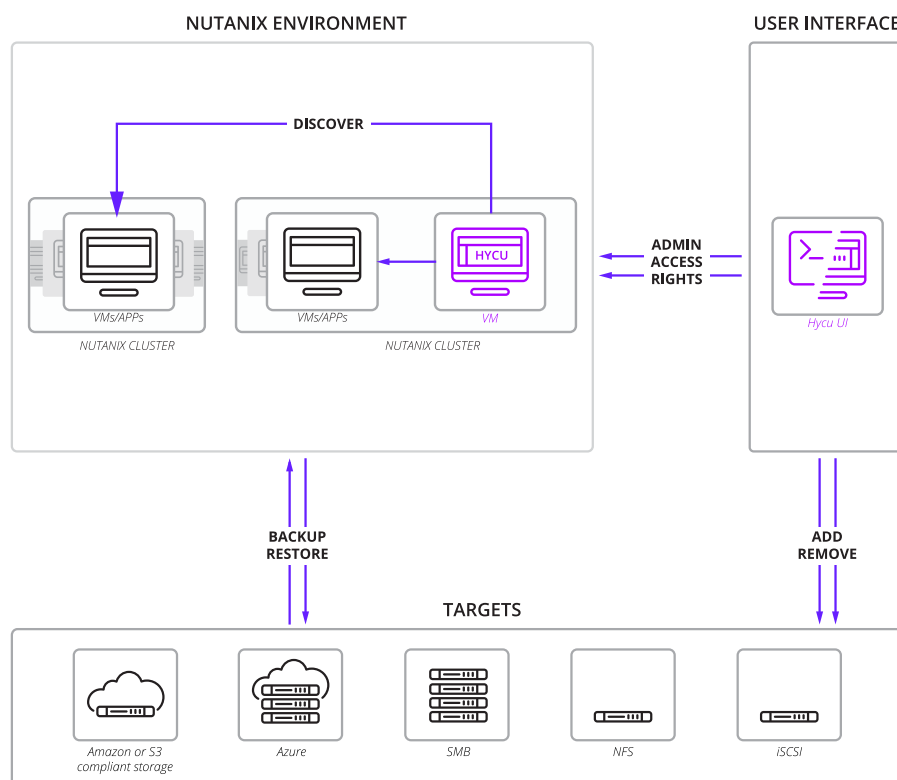 NUTANIX ENVIRONMENT
USER INTERFACE
DISCOVER
HYCU
ADMIN
ACCESS
RIGHTS
VMs/APPs
VMs/APPs
VM
Hycu UI
NUTANIX CLUSTER
NUTANIX CLUSTER
BACKUP
RESTORE
ADD
REMOVE
TARGETS
Amazon or S3
compliant storage
Azure
SMB
NFS
iSCSI